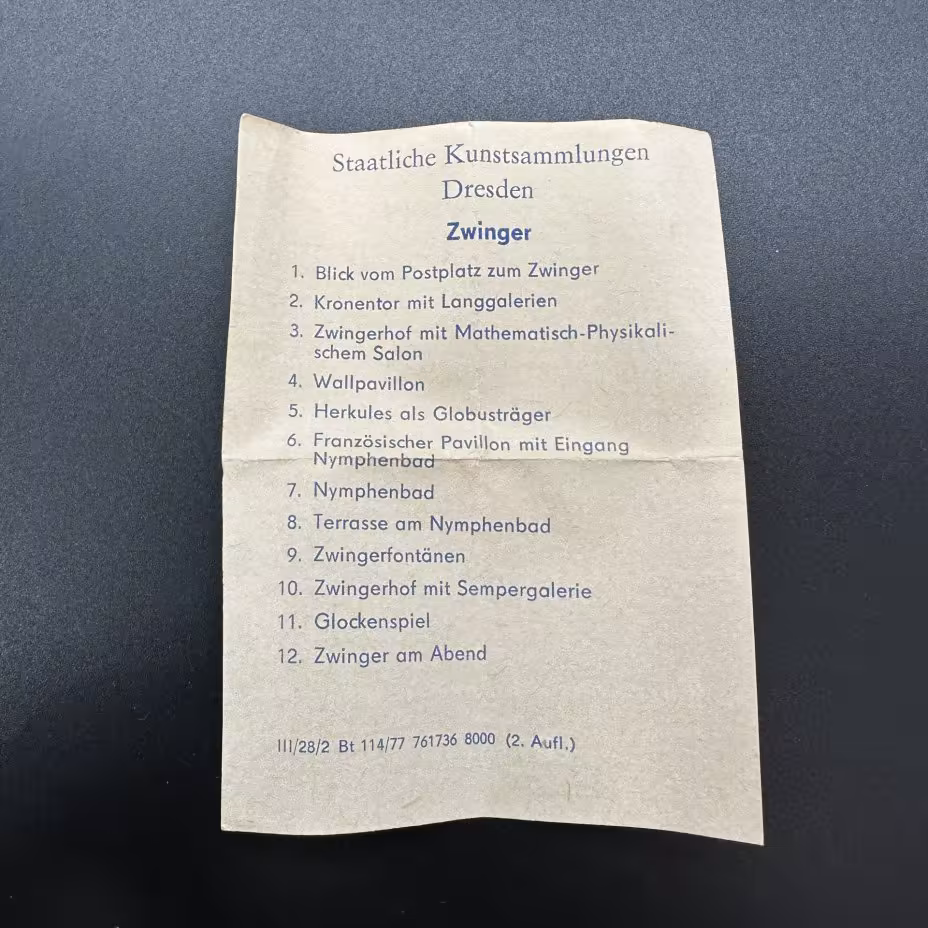 Staatliche Kunstsammlungen
Dresden
Zwinger
1. Blick vom Postplatz zum Zwinger
2. Kronentor mit Langgalerien
3. Zwingerhof mit Mathematisch-Physikali-
schem Salon
4. Wallpavillon
5. Herkules als Globusträger
6. Französischer Pavillon mit Eingang
Nymphenbad
7. Nymphenbad
8. Terrasse am Nymphenbad
9. Zwingerfontänen
10. Zwingerhof mit Sempergalerie
11. Glockenspiel
12. Zwinger am Abend
III/28/2 Bt 114/77 761736 8000 (2. Aufl.)